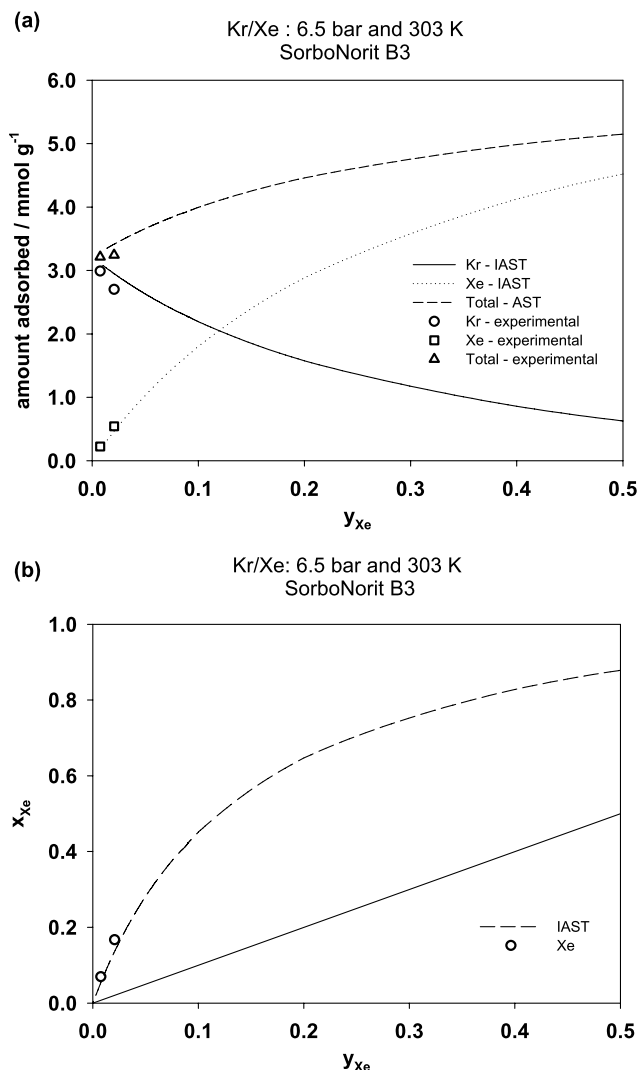 (a)
Kr/Xe : 6.5 bar and 303 K
SorboNorit B3
amount adsorbed / mmol g⁻¹
6.0
5.0
4.0
3.0
2.0
1.0
0.0
Kr - IAST
Xe - IAST
Total - AST
Kr - experimental
Xe - experimental
Total - experimental
0.0 0.1 0.2 0.3 0.4 0.5
yXe
(b)
Kr/Xe: 6.5 bar and 303 K
SorboNorit B3
xXe
1.0
0.8
0.6
0.4
0.2
0.0
IAST
Xe
0.0 0.1 0.2 0.3 0.4 0.5
yXe